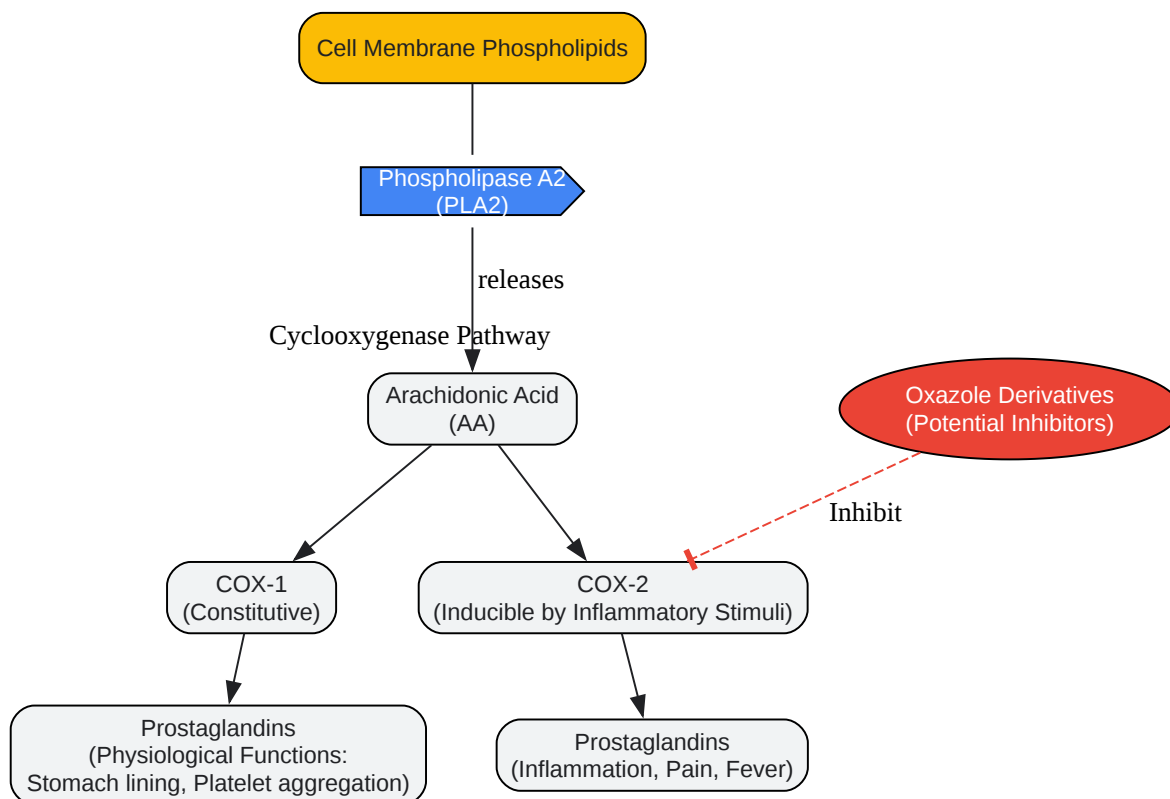 Cell Membrane Phospholipids
Phospholipase A2
(PLA2)
releases
Cyclooxygenase Pathway
Arachidonic Acid
(AA)
Oxazole Derivatives
(Potential Inhibitors)
Inhibit
COX-1
(Constitutive)
COX-2
(Inducible by Inflammatory Stimuli)
Prostaglandins
(Physiological Functions:
Stomach lining, Platelet aggregation)
Prostaglandins
(Inflammation, Pain, Fever)